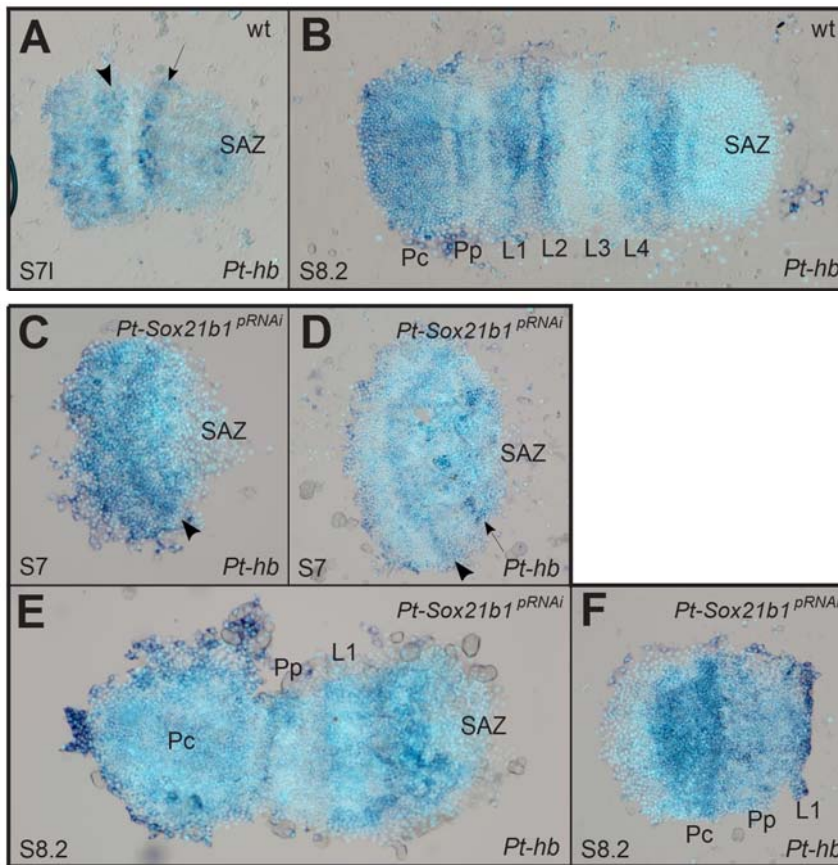 A wt
SAZ
S7l Pt-hb
B wt
SAZ
Pc Pp L1 L2 L3 L4
S8.2 Pt-hb
C Pt-Sox21b1 pRNAi
SAZ
S7 Pt-hb
D Pt-Sox21b1 pRNAi
SAZ
S7 Pt-hb
E Pt-Sox21b1 pRNAi
Pp L1
Pc SAZ
S8.2 Pt-hb
F Pt-Sox21b1 pRNAi
Pc Pp L1
S8.2 Pt-hb